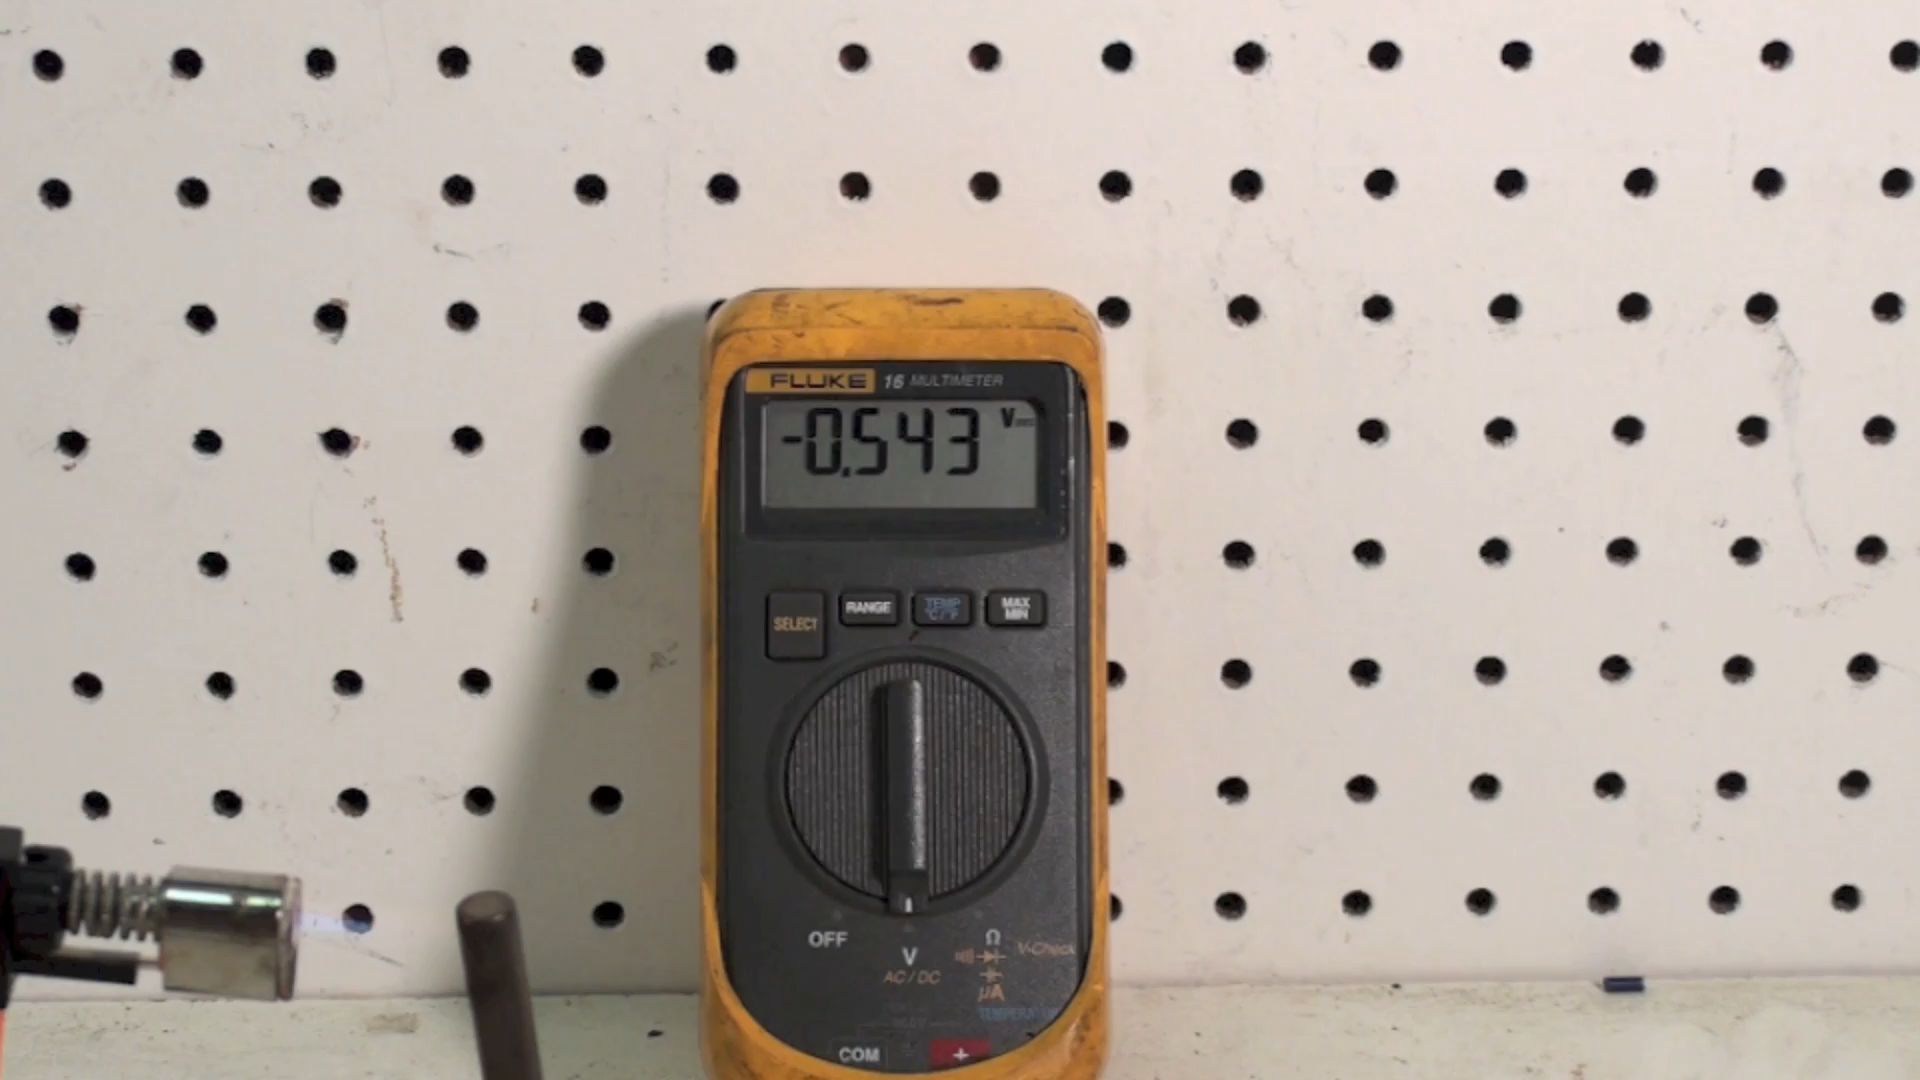 FLUKE 16 MULTIMETER
-0.543 V
SELECT
RANGE
TEMP
°C/°F
MAX
MIN
OFF
V
AC / DC
Ω
V-Check
µA
COM
+